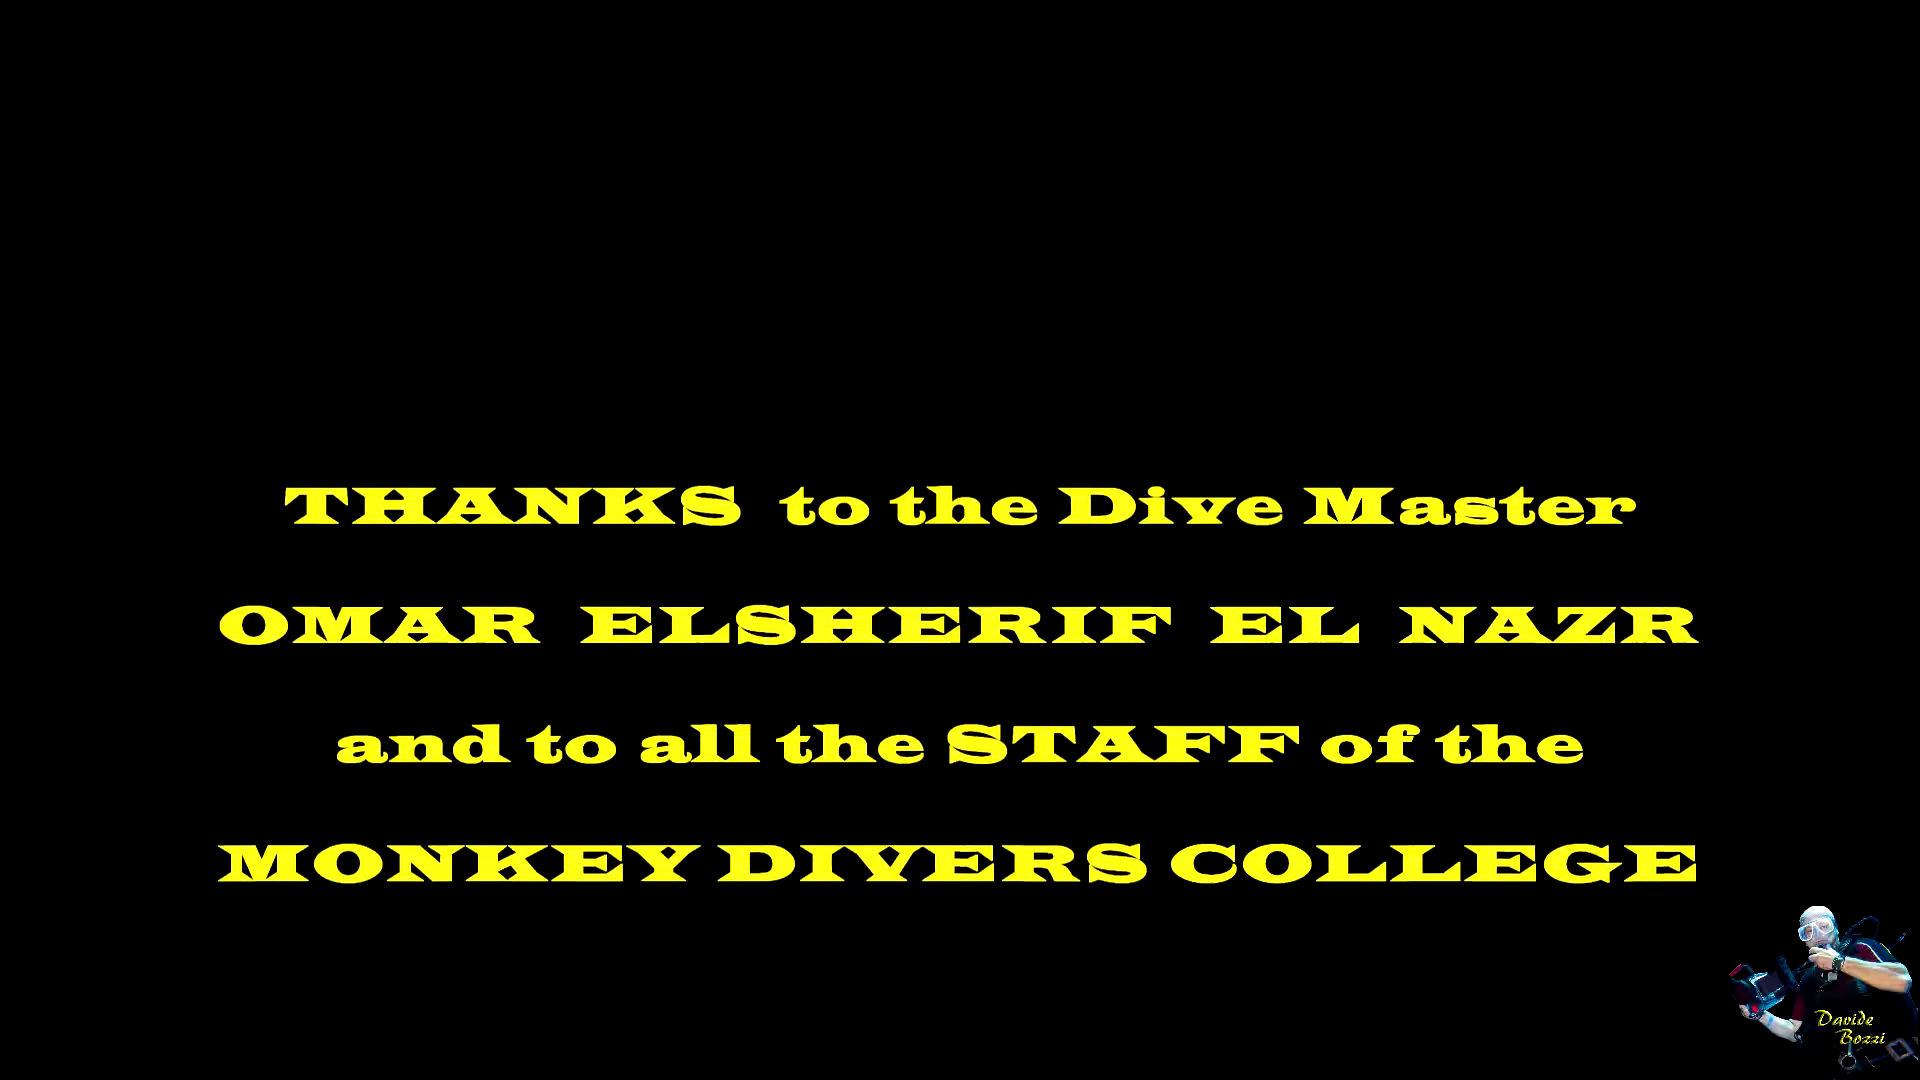 THANKS to the Dive Master
OMAR ELSHERIF EL NAZR
and to all the STAFF of the
MONKEY DIVERS COLLEGE
Davide
Bozzi